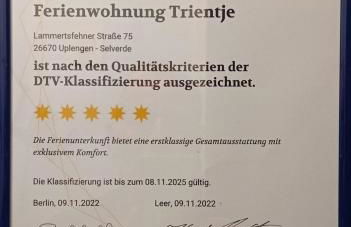 Ferienwohnung Trientje
Lammertsfehner Straße 75
26670 Uplengen - Selverde
ist nach den Qualitätskriterien der
DTV-Klassifizierung ausgezeichnet.
Die Ferienunterkunft bietet eine erstklassige Gesamtausstattung mit
exklusivem Komfort.
Die Klassifizierung ist bis zum 08.11.2025 gültig.
Berlin, 09.11.2022 Leer, 09.11.2022